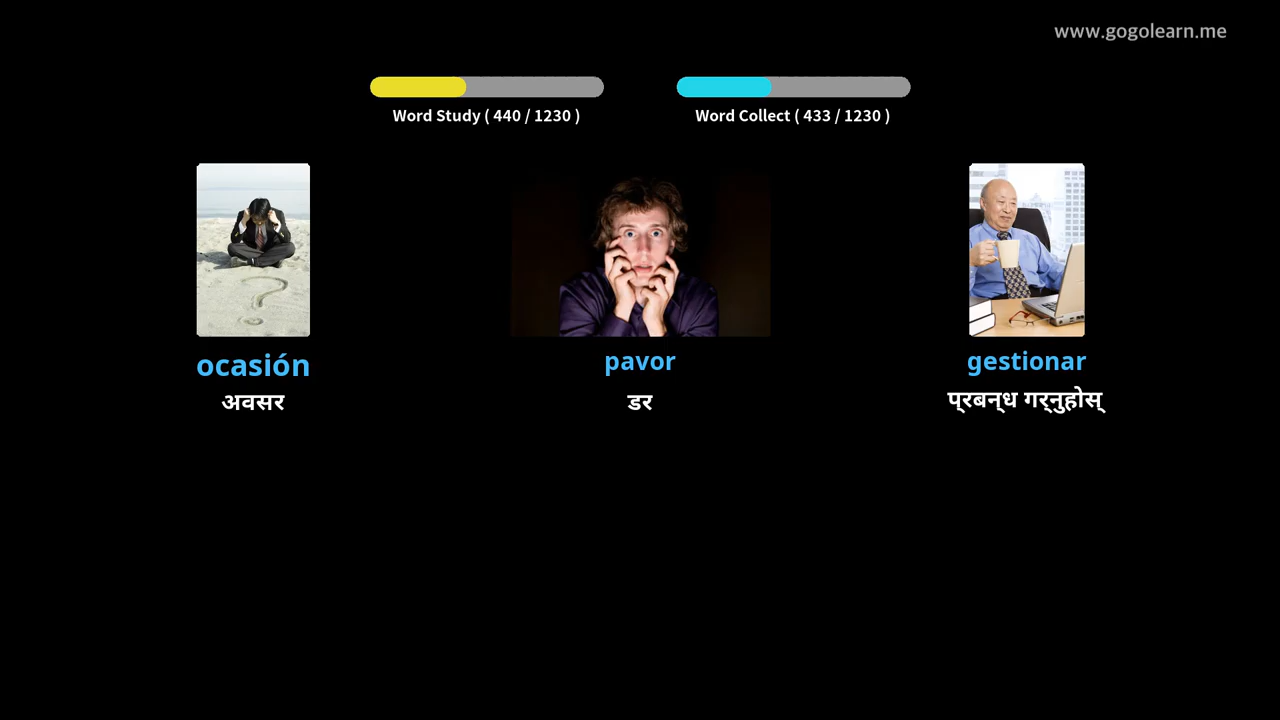 www.gogolearn.me
Word Study ( 440 / 1230 )
Word Collect ( 433 / 1230 )
ocasión
अवसर
pavor
डर
gestionar
प्रबन्ध गर्नुहोस्